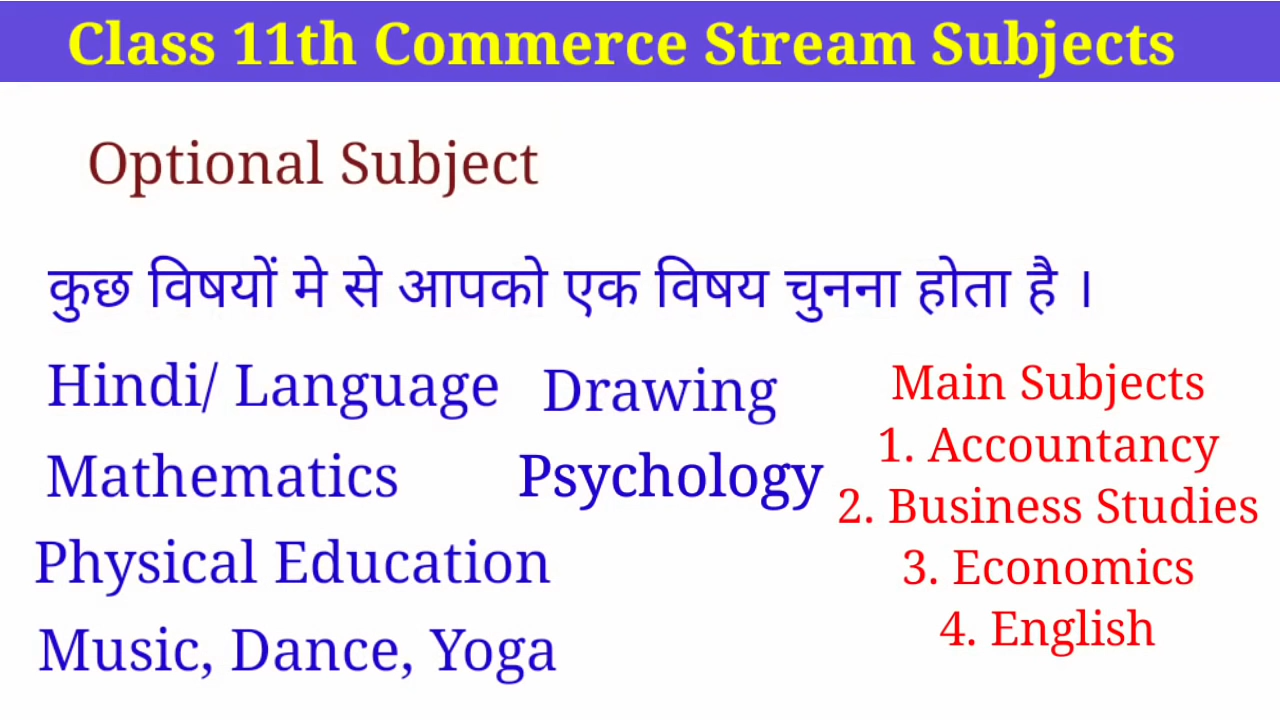 Class 11th Commerce Stream Subjects
Optional Subject
कुछ विषयों मे से आपको एक विषय चुनना होता है ।
Hindi/ Language
Drawing
Mathematics
Psychology
Physical Education
Music, Dance, Yoga
Main Subjects
1. Accountancy
2. Business Studies
3. Economics
4. English